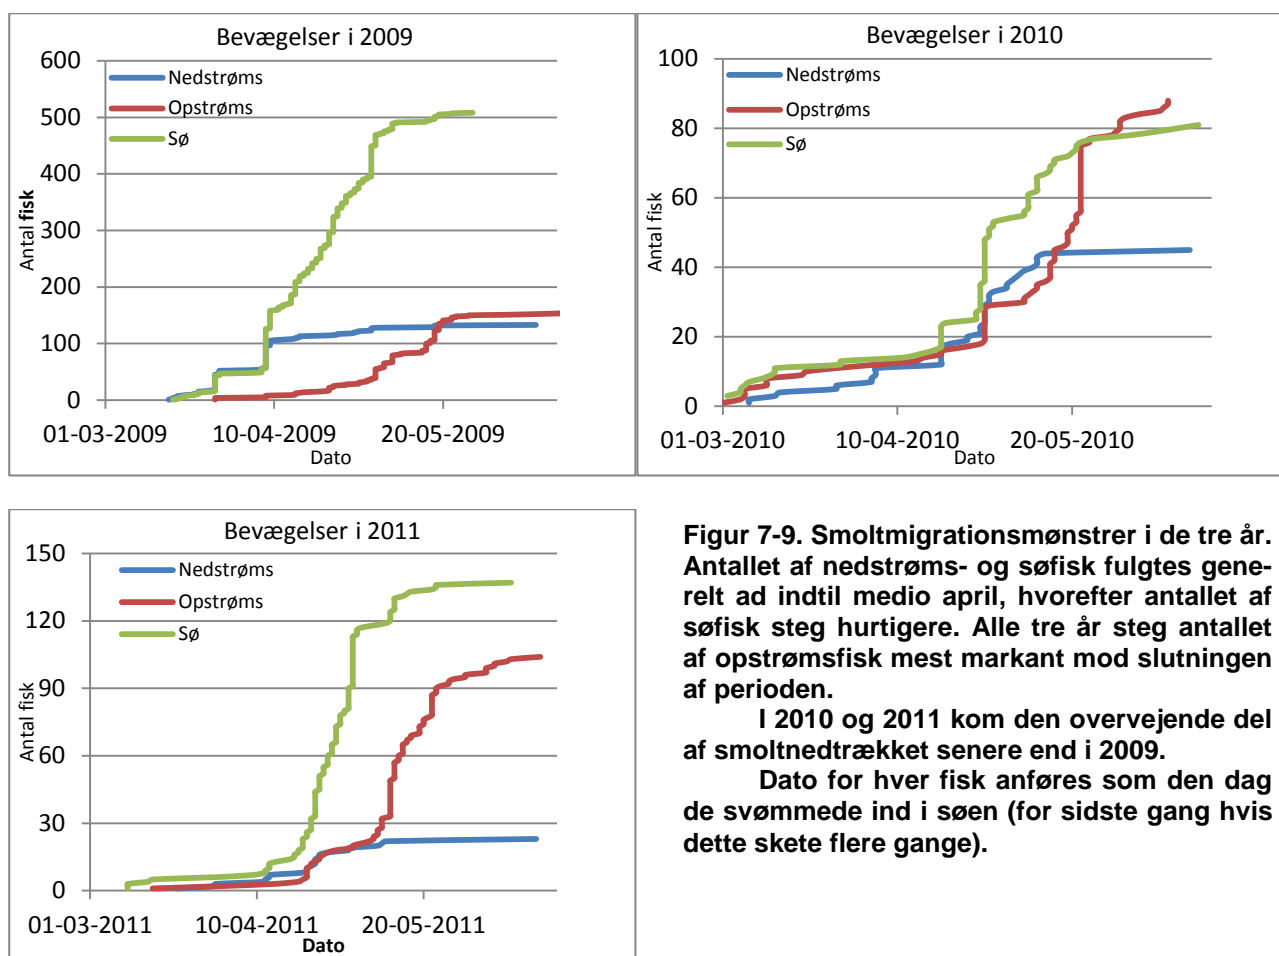 Bevægelser i 2009
600
500
400
300
200
100
0
Nedstrøms
Opstrøms
Sø
Antal fisk
01-03-2009
10-04-2009
20-05-2009
Dato
Bevægelser i 2010
100
80
60
40
20
0
Nedstrøms
Opstrøms
Sø
Antal fisk
01-03-2010
10-04-2010
20-05-2010
Dato
Bevægelser i 2011
150
120
90
60
30
0
Nedstrøms
Opstrøms
Sø
Antal fisk
01-03-2011
10-04-2011
20-05-2011
Dato
Figur 7-9. Smoltmigrationsmønstrer i de tre år.
Antallet af nedstrøms- og søfisk fulgtes gene-
relt ad indtil medio april, hvorefter antallet af
søfisk steg hurtigere. Alle tre år steg antallet
af opstrømsfisk mest markant mod slutningen
af perioden.
I 2010 og 2011 kom den overvejende del
af smoltnedtrækket senere end i 2009.
Dato for hver fisk anføres som den dag
de svømmede ind i søen (for sidste gang hvis
dette skete flere gange).